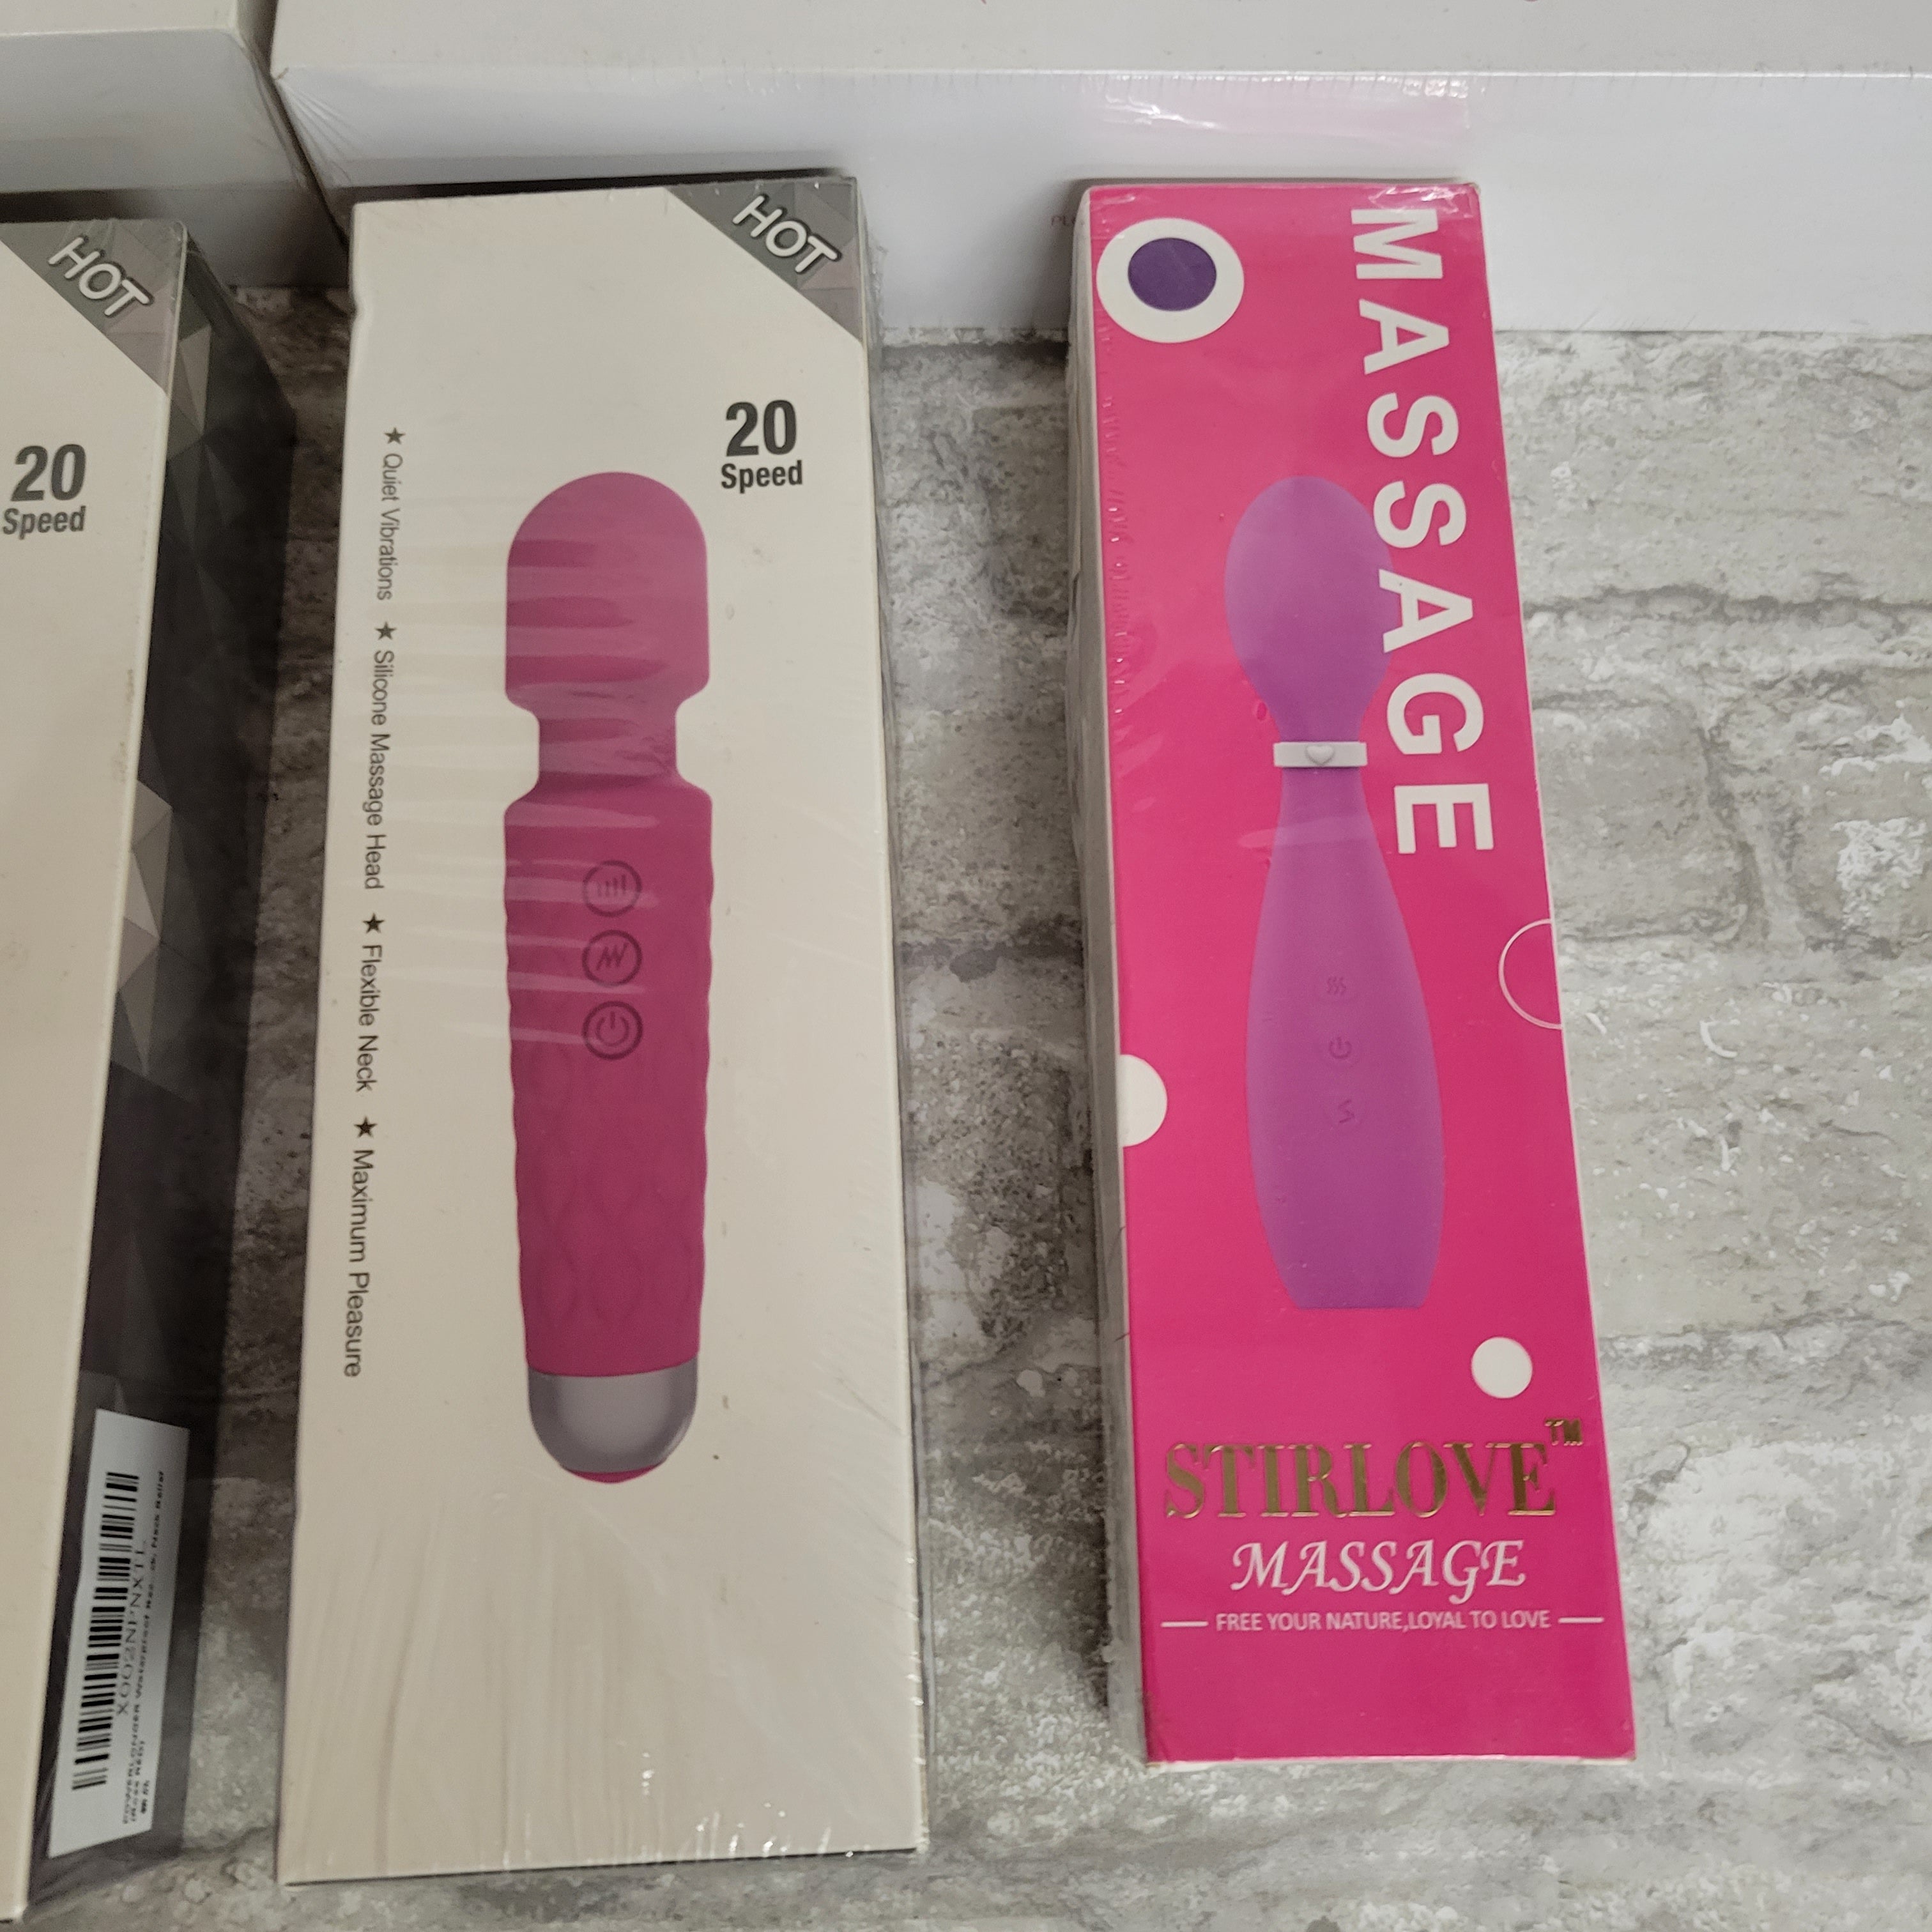 HOT
20
Speed
HOT
20
Speed
★ Quiet Vibrations ★ Silicone Massage Head ★ Flexible Neck ★ Maximum Pleasure
MASSAGE
STIRLOVE™
MASSAGE
FREE YOUR NATURE,LOYAL TO LOVE